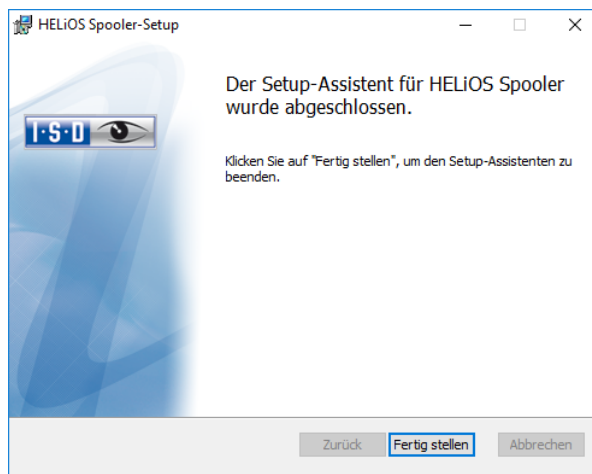 HELiOS Spooler-Setup
Der Setup-Assistent für HELiOS Spooler
wurde abgeschlossen.
I·S·D
Klicken Sie auf "Fertig stellen", um den Setup-Assistenten zu
beenden.
Zurück Fertig stellen Abbrechen